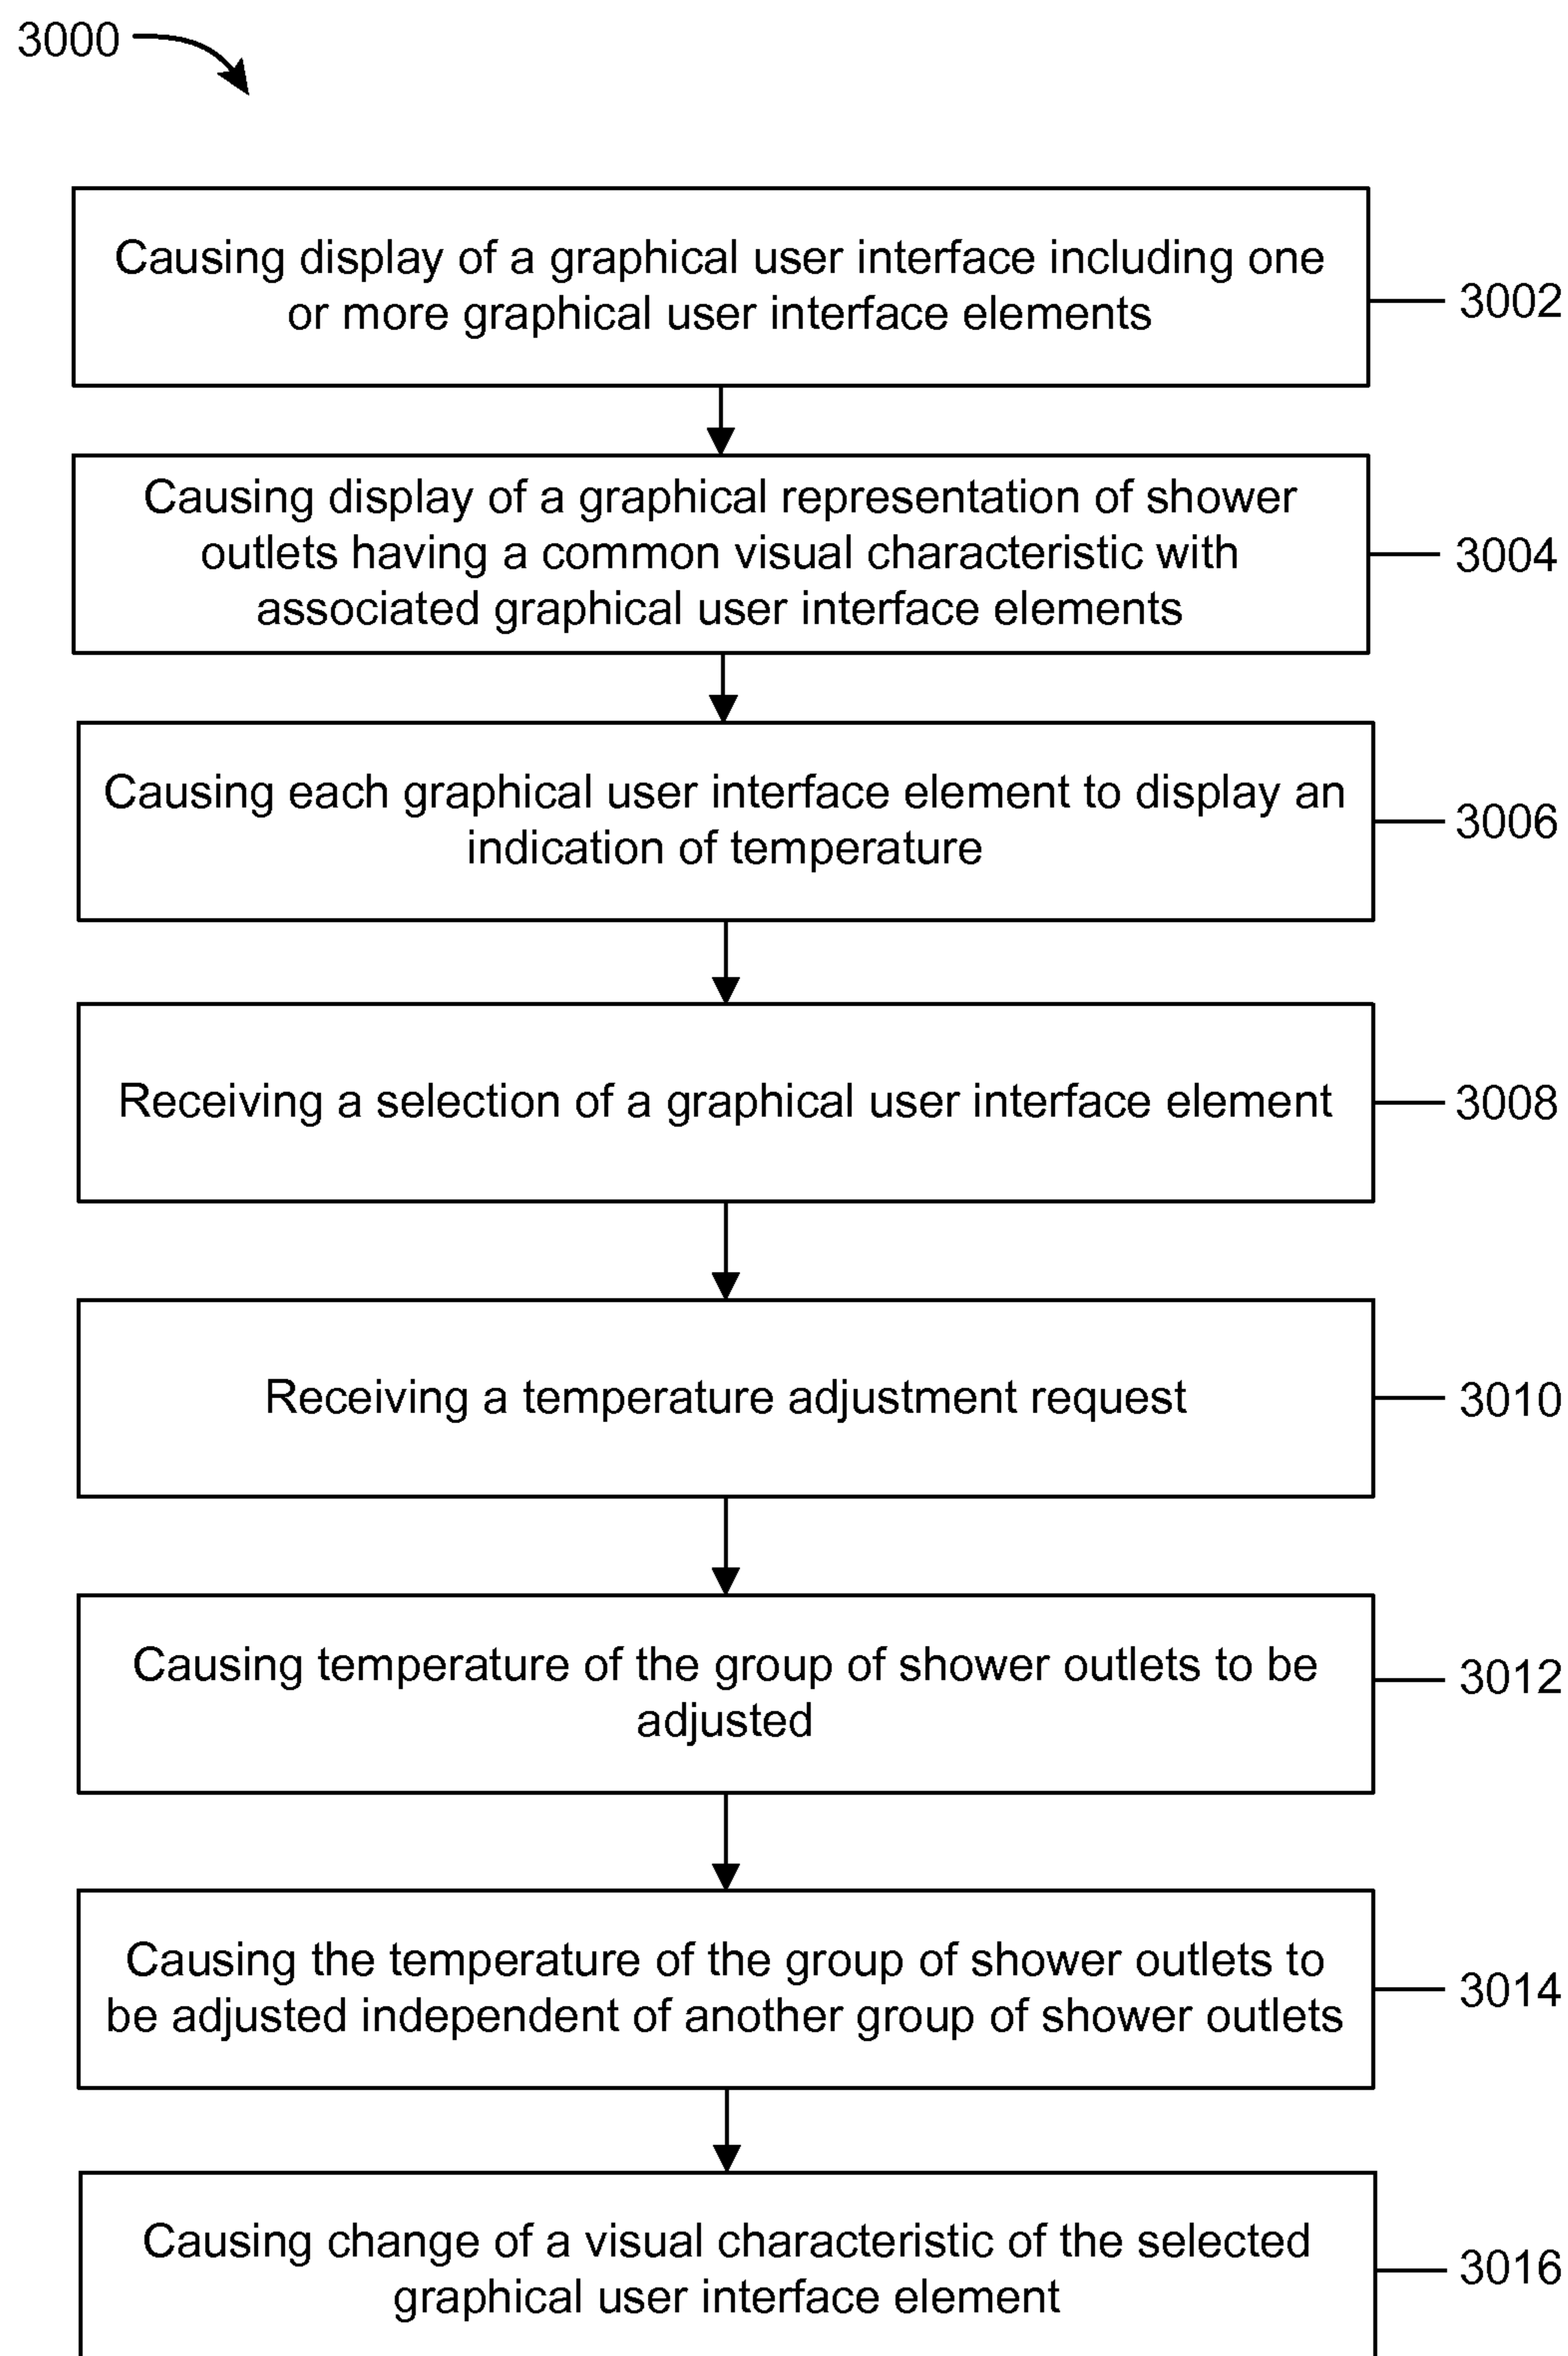 3000
Causing display of a graphical user interface including one
or more graphical user interface elements
3002
Causing display of a graphical representation of shower
outlets having a common visual characteristic with
associated graphical user interface elements
3004
Causing each graphical user interface element to display an
indication of temperature
3006
Receiving a selection of a graphical user interface element
3008
Receiving a temperature adjustment request
3010
Causing temperature of the group of shower outlets to be
adjusted
3012
Causing the temperature of the group of shower outlets to
be adjusted independent of another group of shower outlets
3014
Causing change of a visual characteristic of the selected
graphical user interface element
3016